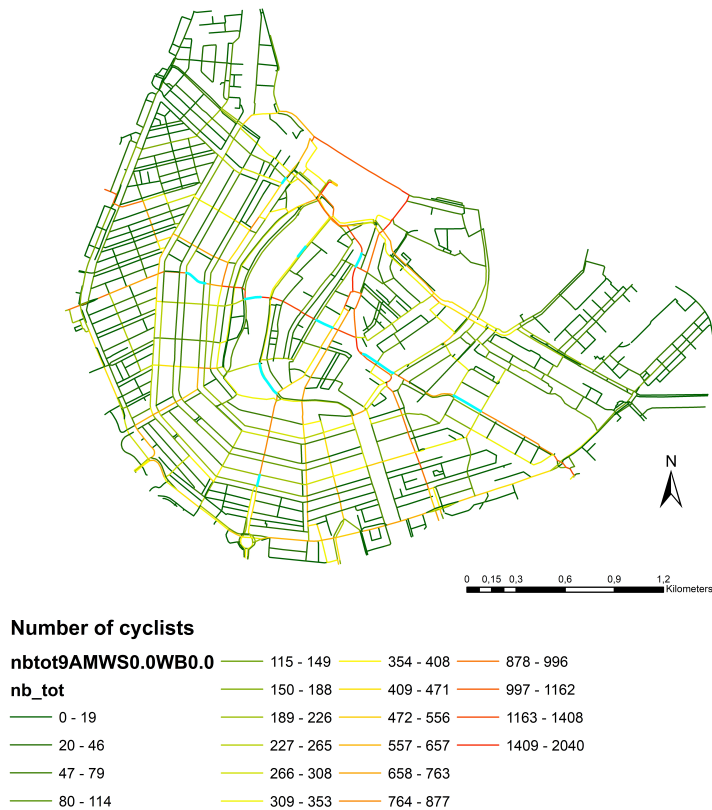 N
0 0,15 0,3 0,6 0,9 1,2
Kilometers
Number of cyclists
nbtot9AMWS0.0WB0.0
nb_tot
0 - 19
20 - 46
47 - 79
80 - 114
115 - 149
150 - 188
189 - 226
227 - 265
266 - 308
309 - 353
354 - 408
409 - 471
472 - 556
557 - 657
658 - 763
764 - 877
878 - 996
997 - 1162
1163 - 1408
1409 - 2040